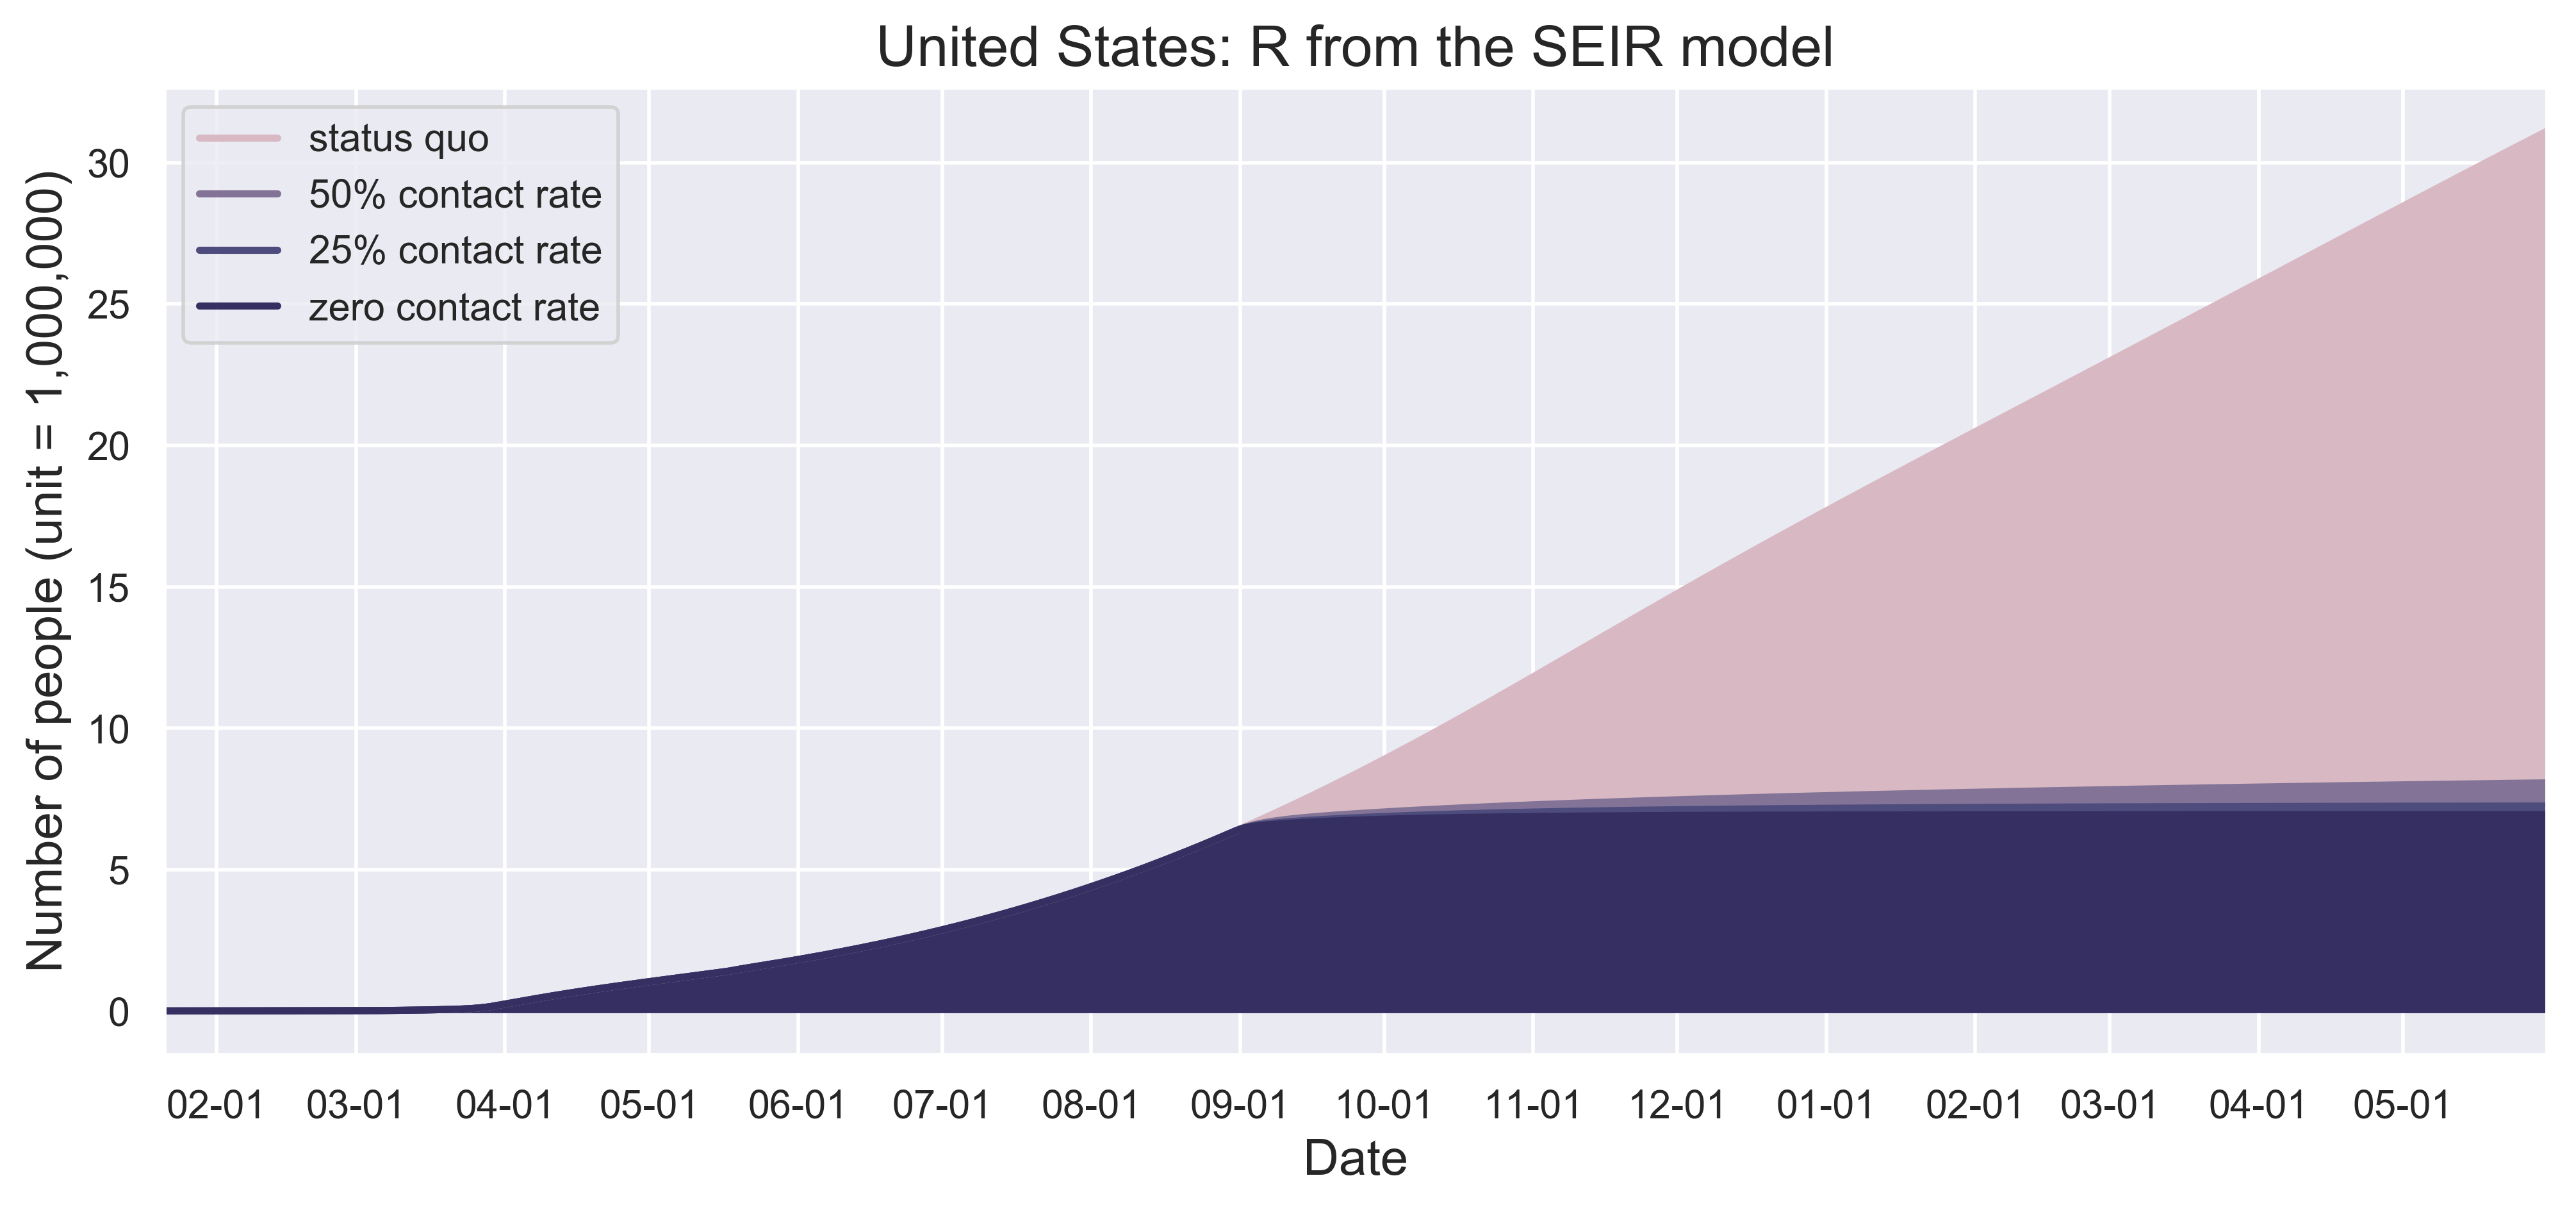 United States: R from the SEIR model
status quo
50% contact rate
25% contact rate
zero contact rate
Number of people (unit = 1,000,000)
30
25
20
15
10
5
0
02-01 03-01 04-01 05-01 06-01 07-01 08-01 09-01 10-01 11-01 12-01 01-01 02-01 03-01 04-01 05-01
Date